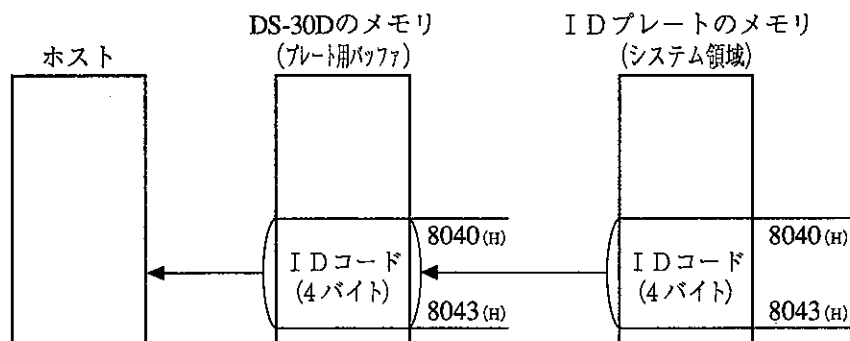 ホスト
DS-30Dのメモリ
(プレート用バッファ)
ＩＤプレートのメモリ
(システム領域)
8040(H)
ＩＤコード
(4バイト)
8043(H)
8040(H)
ＩＤコード
(4バイト)
8043(H)